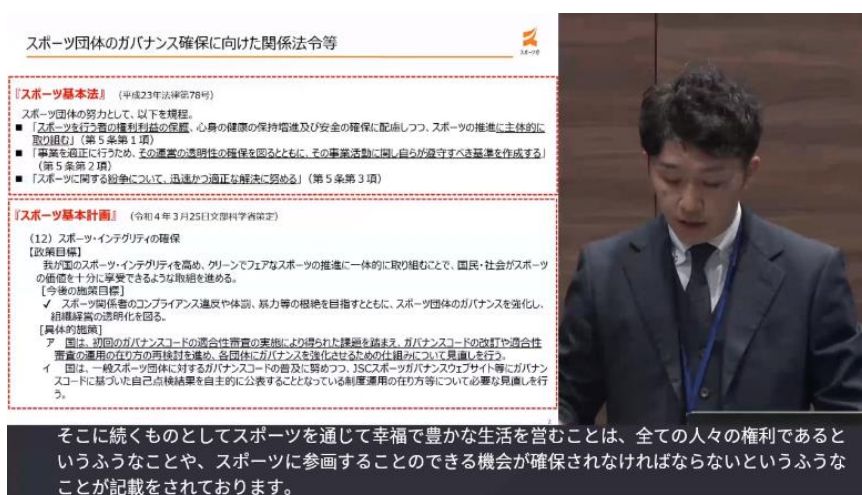 スポーツ団体のガバナンス確保に向けた関係法令等
スポーツ庁
『スポーツ基本法』 （平成23年法律第78号）
スポーツ団体の努力として、以下を規程。
■ 「スポーツを行う者の権利利益の保護、心身の健康の保持増進及び安全の確保に配慮しつつ、スポーツの推進に主体的に
取り組む」（第５条第１項）
■ 「事業を適正に行うため、その運営の透明性の確保を図るとともに、その事業活動に関し自らが遵守すべき基準を作成する」
（第５条第２項）
■ 「スポーツに関する紛争について、迅速かつ適正な解決に努める」（第５条第３項）
『スポーツ基本計画』 （令和４年３月25日文部科学省策定）
（12）スポーツ・インテグリティの確保
【政策目標】
我が国のスポーツ・インテグリティを高め、クリーンでフェアなスポーツの推進に一体的に取り組むことで、国民・社会がスポーツ
の価値を十分に享受できるような取組を進める。
［今後の施策目標］
✓ スポーツ関係者のコンプライアンス違反や体罰、暴力等の根絶を目指すとともに、スポーツ団体のガバナンスを強化し、
組織経営の透明化を図る。
［具体的施策］
ア 国は、初回のガバナンスコードの適合性審査の実施により得られた課題を踏まえ、ガバナンスコードの改訂や適合性
審査の運用の在り方の再検討を進め、各団体にガバナンスを強化させるための仕組みについて見直しを行う。
イ 国は、一般スポーツ団体に対するガバナンスコードの普及に努めつつ、JSCスポーツガバナンスウェブサイト等にガバナン
スコードに基づいた自己点検結果を自主的に公表することとなっている制度運用の在り方等について必要な見直しを行
う。
そこに続くものとしてスポーツを通じて幸福で豊かな生活を営むことは、全ての人々の権利であると
いうふうなことや、スポーツに参画することのできる機会が確保されなければならないというふうな
ことが記載をされております。